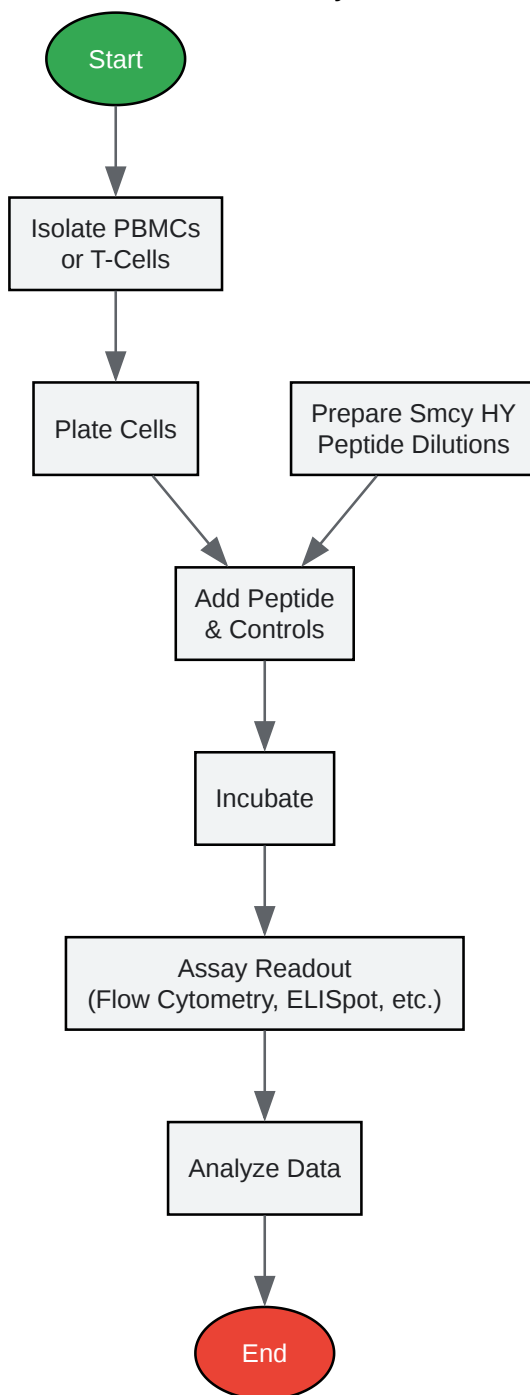 Start
Isolate PBMCs
or T-Cells
Plate Cells
Prepare Smcy HY
Peptide Dilutions
Add Peptide
& Controls
Incubate
Assay Readout
(Flow Cytometry, ELISpot, etc.)
Analyze Data
End